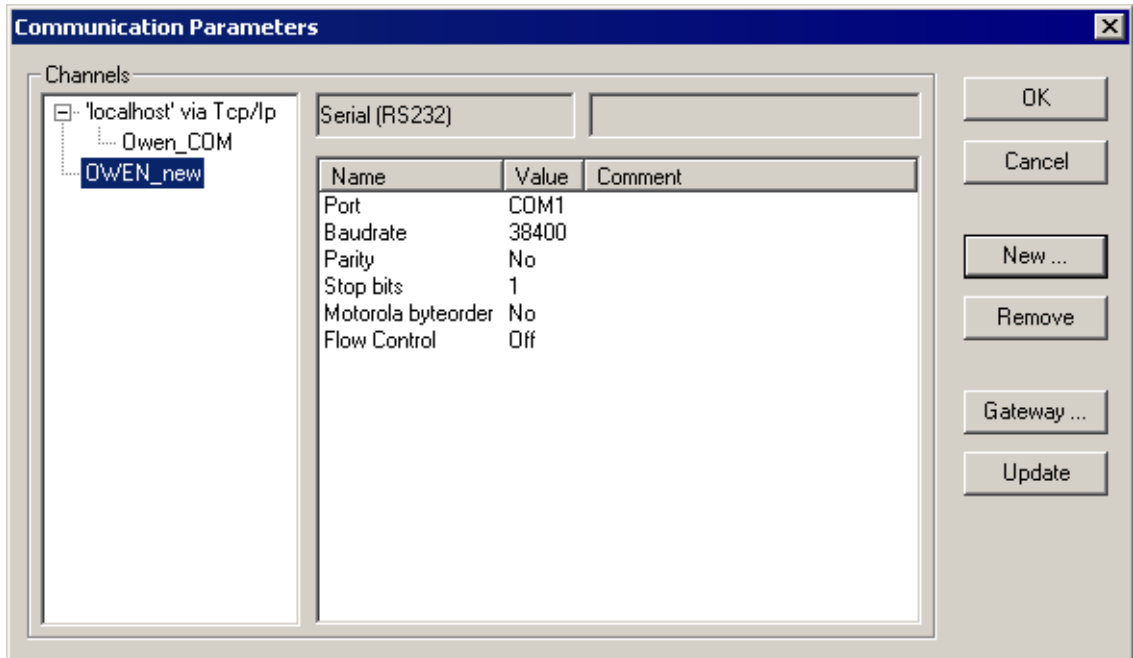 Communication Parameters
Channels
'localhost' via Tcp/Ip
Owen_COM
OWEN_new
Serial (RS232)
Name Value Comment
Port COM1
Baudrate 38400
Parity No
Stop bits 1
Motorola byteorder No
Flow Control Off
OK
Cancel
New ...
Remove
Gateway ...
Update